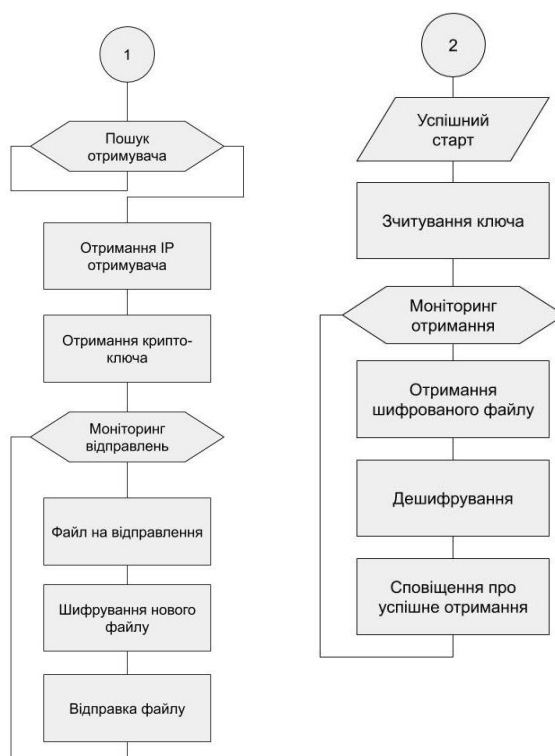 1
Пошук
отримувача
Отримання IP
отримувача
Отримання крипто-
ключа
Моніторинг
відправлень
Файл на відправлення
Шифрування нового
файлу
Відправка файлу
2
Успішний
старт
Зчитування ключа
Моніторинг
отримання
Отримання
шифрованого файлу
Дешифрування
Сповіщення про
успішне отримання